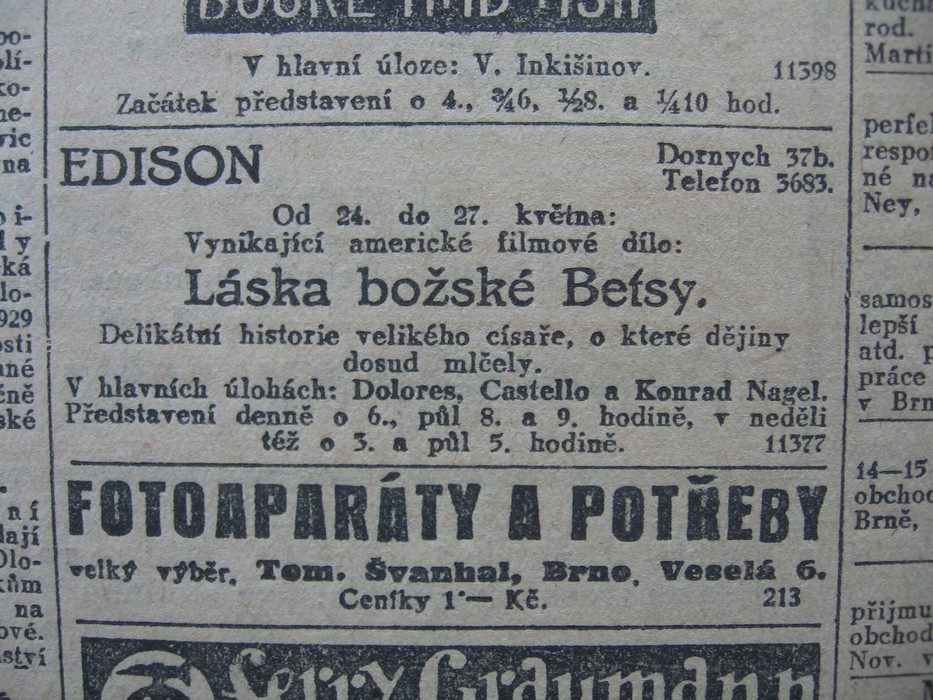 V hlavní úloze: V. Inkišinov. 11398
Začátek představení o 4., ¾6, ½8. a ¼10 hod.
EDISON
Dornych 37b.
Telefon 3683.
Od 24. do 27. května:
Vynikající americké filmové dílo:
Láska božské Betsy.
Delikátní historie velikého císaře, o které dějiny
dosud mlčely.
V hlavních úlohách: Dolores, Castello a Konrad Nagel.
Představení denně o 6., půl 8. a 9. hodině, v neděli
též o 3. a půl 5. hodině. 11377
FOTOAPARÁTY A POTŘEBY
velký výběr. Tom. Švanhal, Brno, Veselá 6.
Ceníky 1·— Kč. 213
rod.
Marti
perfe
respo
né na
Ney,
samos
lepší
atd. p
práce
v Brn
14—15
obchod
Brně,
přijmu
obchod
Nov. v